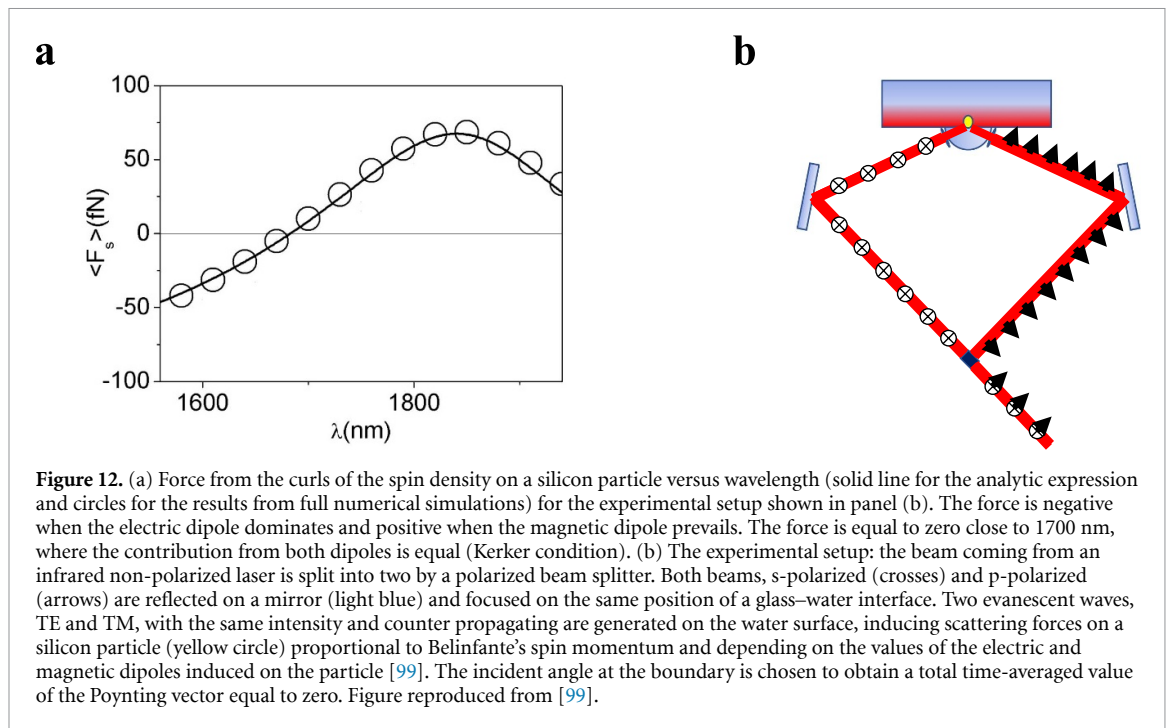 a
b
100
50
0
-50
-100
<F_s>(fN)
1600
1800
λ(nm)
Figure 12. (a) Force from the curls of the spin density on a silicon particle versus wavelength (solid line for the analytic expression
and circles for the results from full numerical simulations) for the experimental setup shown in panel (b). The force is negative
when the electric dipole dominates and positive when the magnetic dipole prevails. The force is equal to zero close to 1700 nm,
where the contribution from both dipoles is equal (Kerker condition). (b) The experimental setup: the beam coming from an
infrared non-polarized laser is split into two by a polarized beam splitter. Both beams, s-polarized (crosses) and p-polarized
(arrows) are reflected on a mirror (light blue) and focused on the same position of a glass–water interface. Two evanescent waves,
TE and TM, with the same intensity and counter propagating are generated on the water surface, inducing scattering forces on a
silicon particle (yellow circle) proportional to Belinfante's spin momentum and depending on the values of the electric and
magnetic dipoles induced on the particle [99]. The incident angle at the boundary is chosen to obtain a total time-averaged value
of the Poynting vector equal to zero. Figure reproduced from [99].